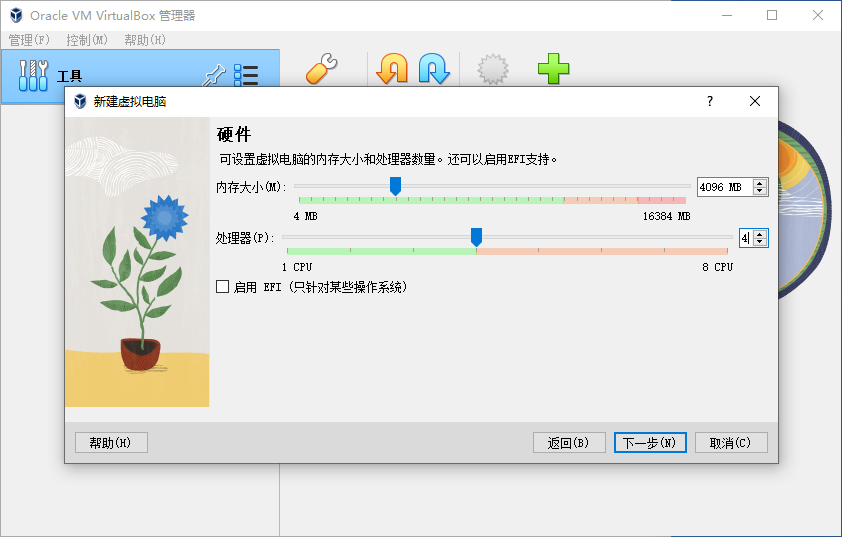 Oracle VM VirtualBox 管理器
管理(F) 控制(M) 帮助(H)
工具
新建虚拟电脑 ?
硬件
可设置虚拟电脑的内存大小和处理器数量。还可以启用EFI支持。
内存大小(M): 4096 MB
4 MB 16384 MB
处理器(P): 4
1 CPU 8 CPU
启用 EFI (只针对某些操作系统)
帮助(H) 返回(B) 下一步(N) 取消(C)